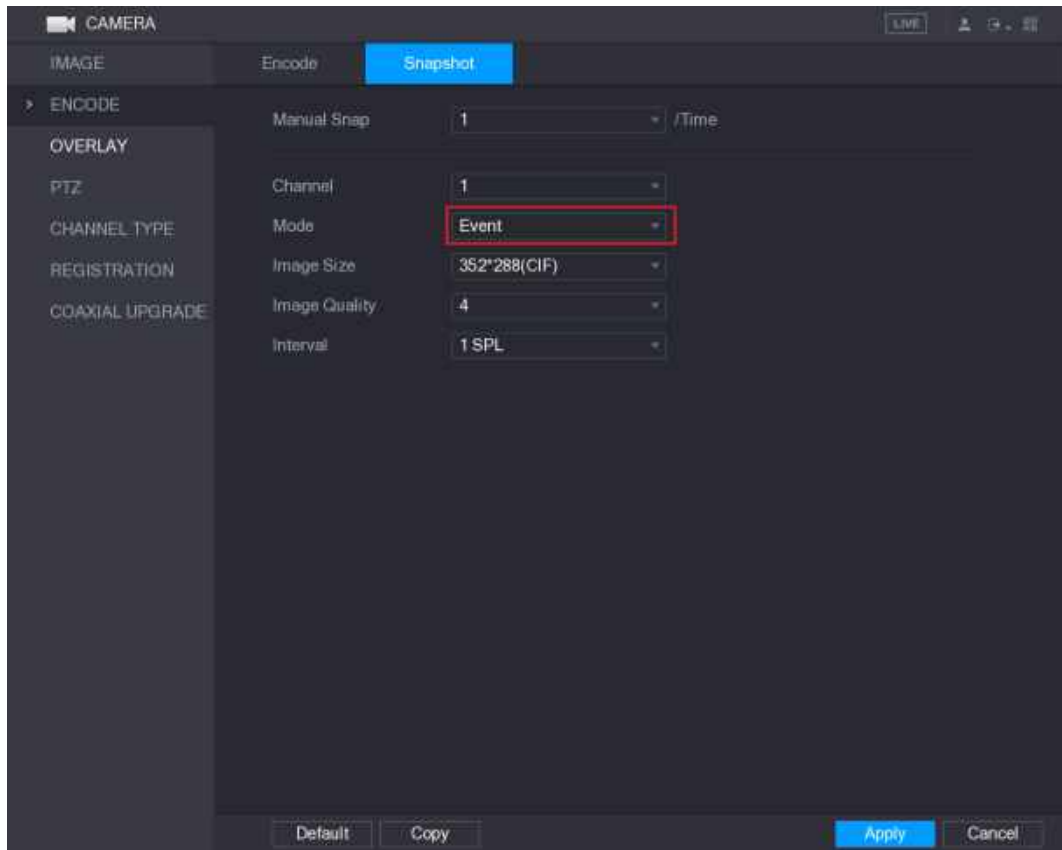 CAMERA
LIVE
IMAGE
Encode
Snapshot
ENCODE
Manual Snap 1 /Time
OVERLAY
PTZ
Channel 1
CHANNEL TYPE
Mode Event
REGISTRATION
Image Size 352*288(CIF)
COAXIAL UPGRADE
Image Quality 4
Interval 1 SPL
Default
Copy
Apply
Cancel